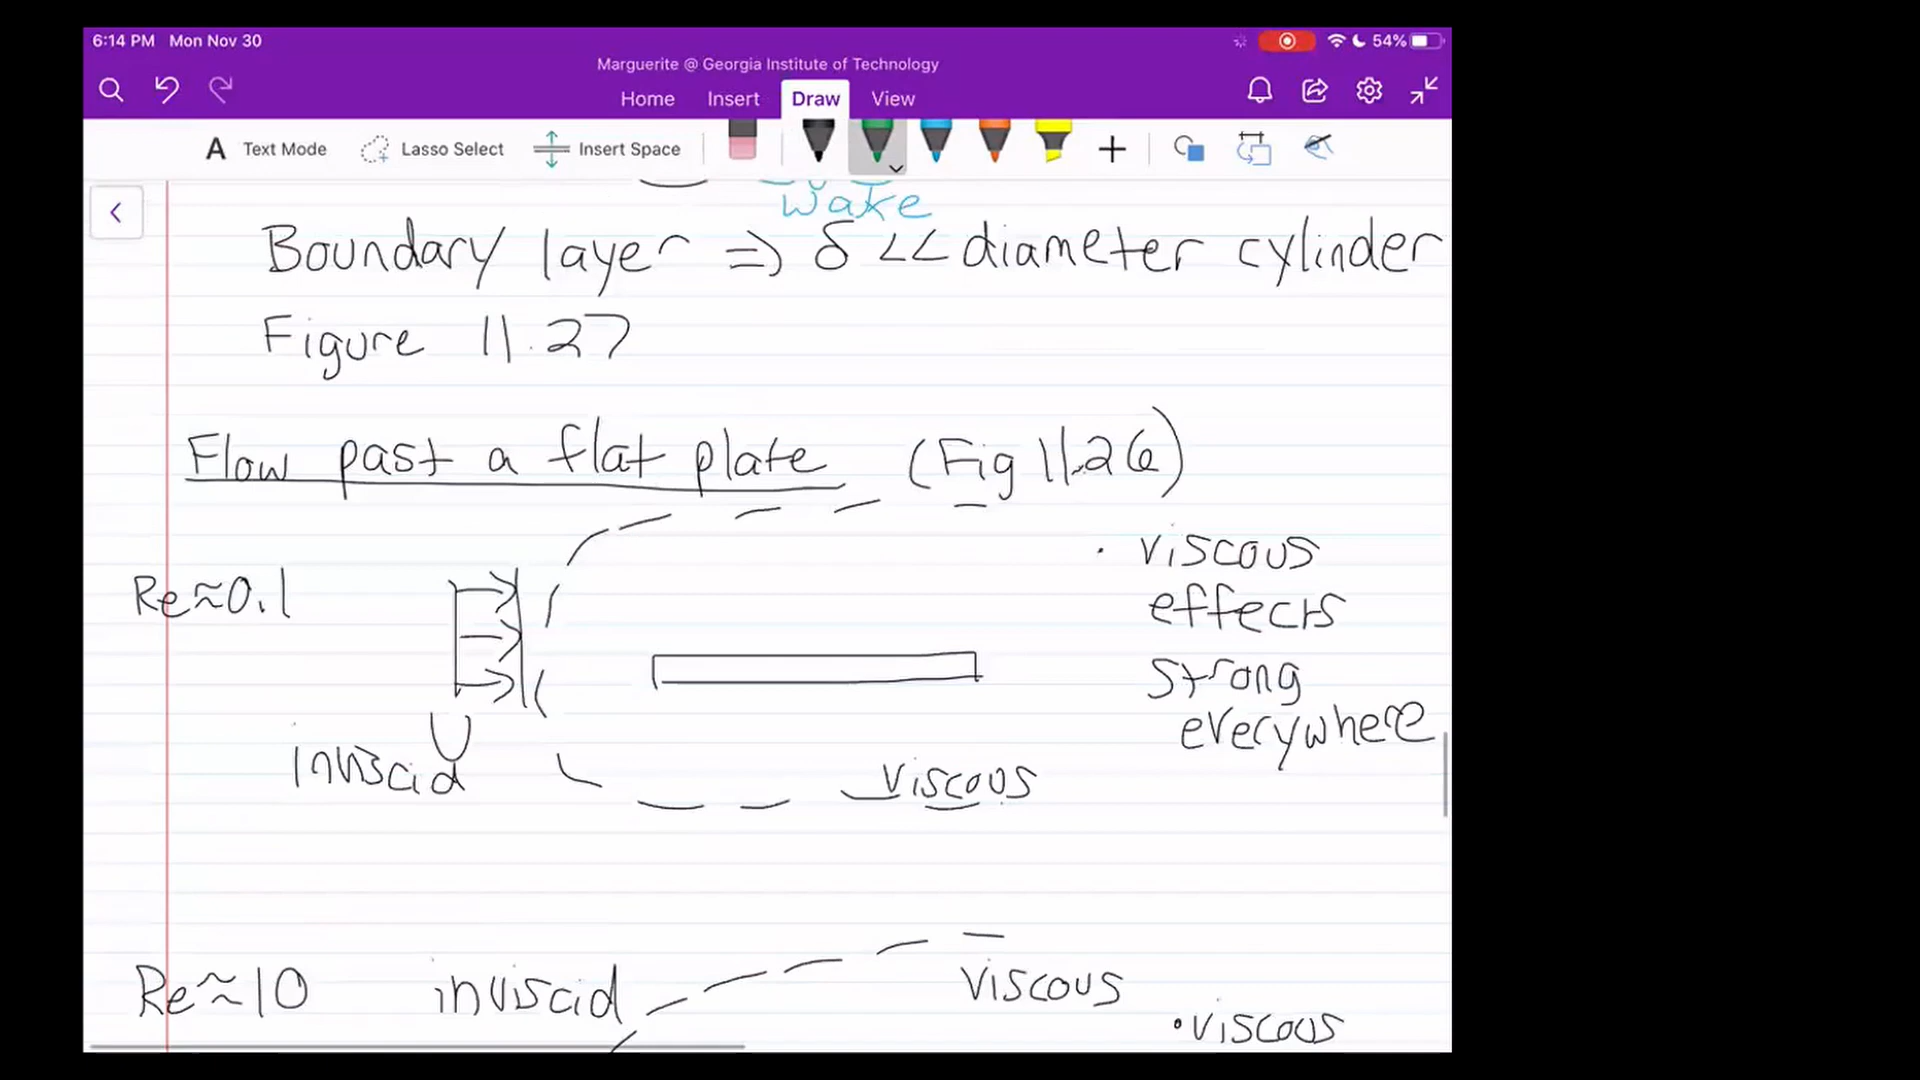 6:14 PM Mon Nov 30
54%
Marguerite @ Georgia Institute of Technology
Home Insert Draw View
A Text Mode Lasso Select Insert Space
wake
Boundary layer => δ << diameter cylinder
Figure 11.27
Flow past a flat plate (Fig 11.26)
Re≈0.1
• viscous
effects
strong
everywhere
U
inviscid
viscous
Re≈10 inviscid
viscous
• viscous